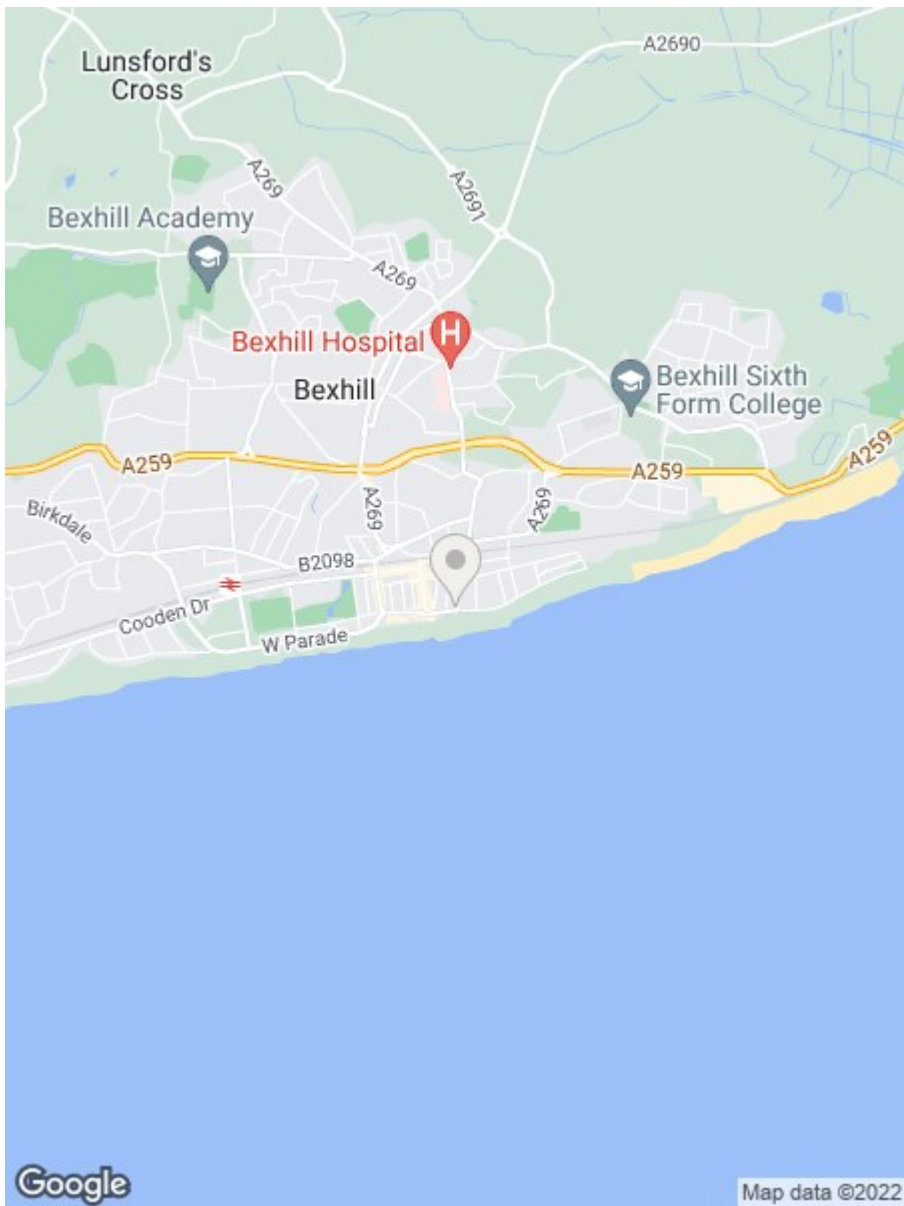 A2690
Lunsford's
Cross
A269
A2691
Bexhill Academy
A269
Bexhill Hospital
H
Bexhill
Bexhill Sixth
Form College
A259
A259
A259
Birkdale
A269
A269
B2098
Cooden Dr
W Parade
Google
Map data ©2022